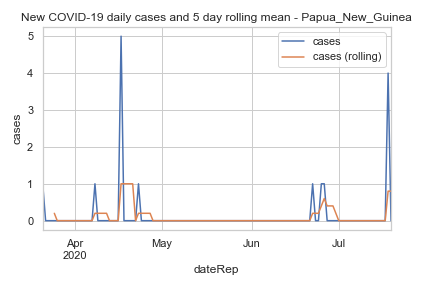 New COVID-19 daily cases and 5 day rolling mean - Papua_New_Guinea
cases
cases (rolling)
5
4
3
2
1
0
cases
Apr
2020
May
Jun
Jul
dateRep